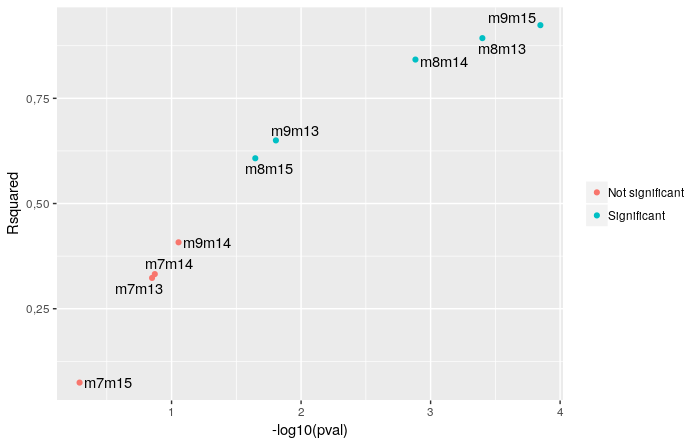 m9m15
m8m13
m8m14
0,75
m9m13
m8m15
Rsquared
Not significant
Significant
0,50
m9m14
m7m14
m7m13
0,25
m7m15
1
2
3
4
-log10(pval)